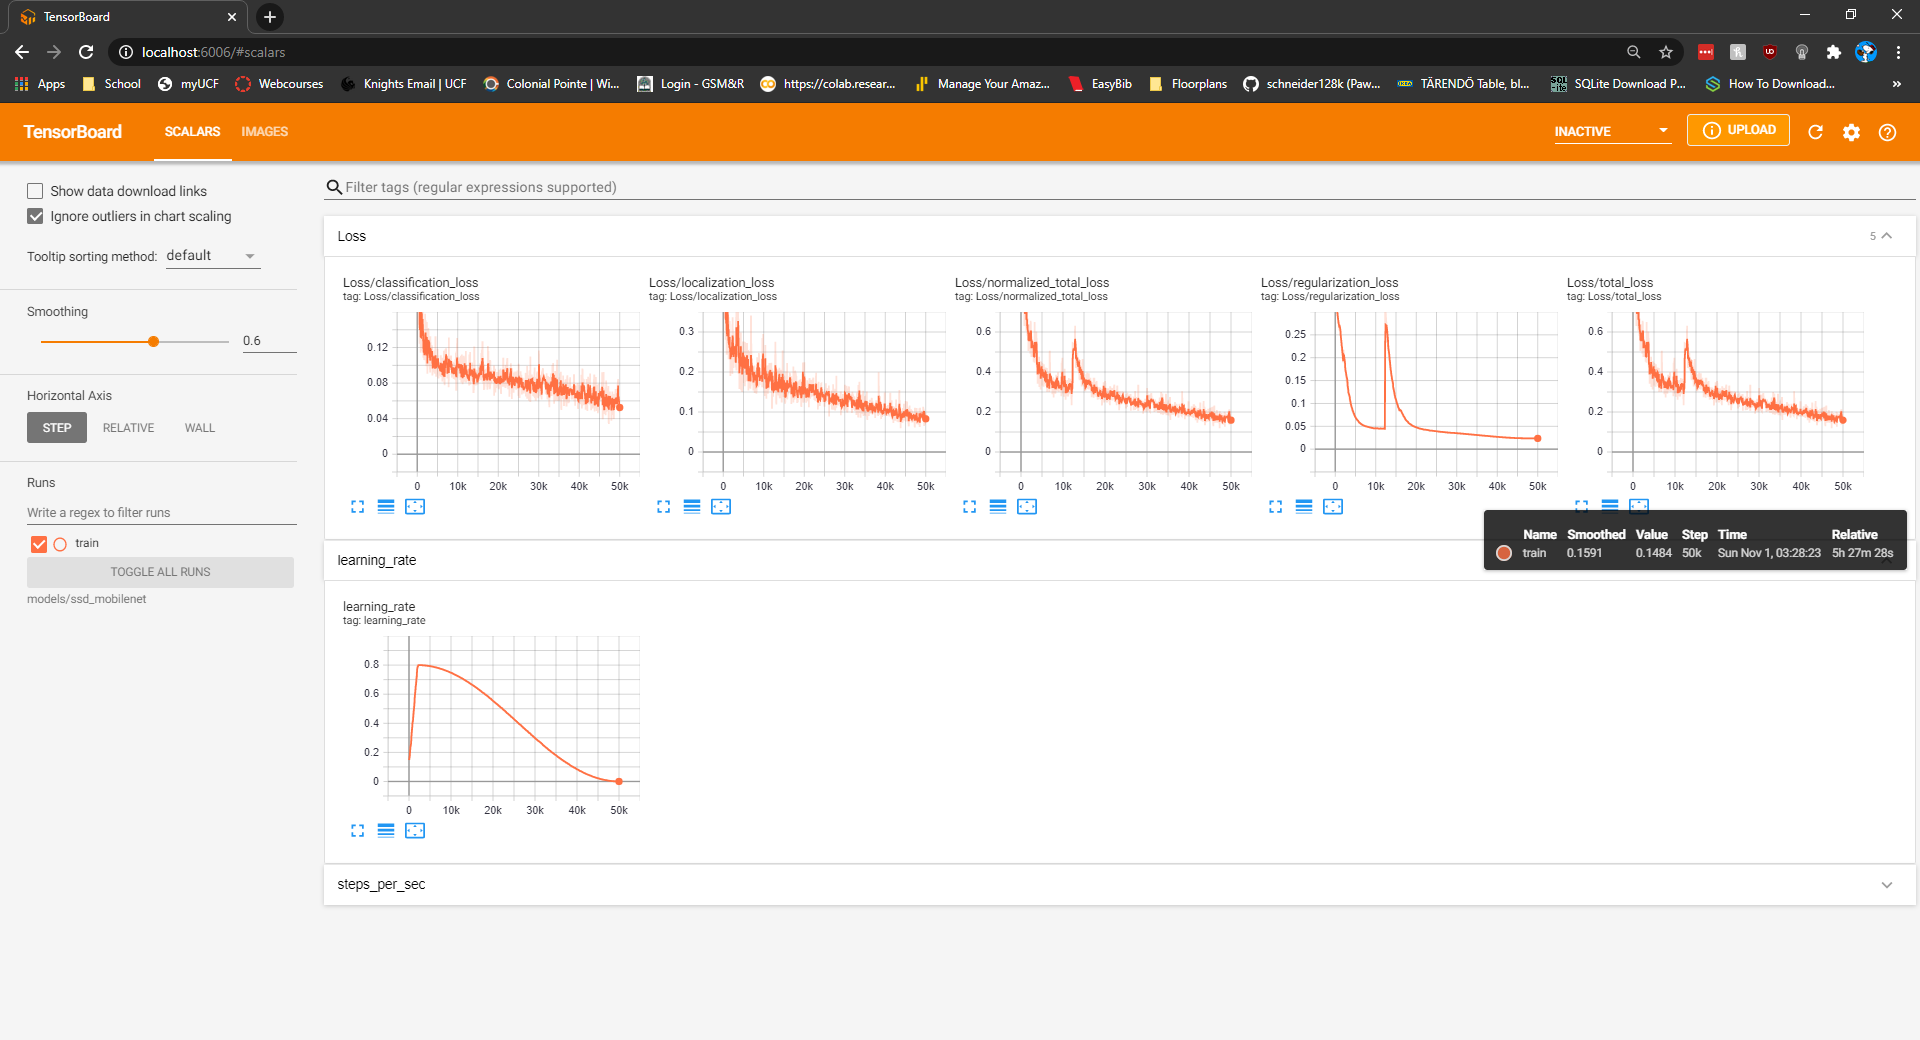 TensorBoard
localhost:6006/#scalars
Apps School myUCF Webcourses Knights Email | UCF Colonial Pointe | Wi... Login - GSM&R https://colab.resear... Manage Your Amaz... EasyBib Floorplans schneider128k (Paw... TÄRENDÖ Table, bl... SQLite Download P... How To Download... »
TensorBoard SCALARS IMAGES INACTIVE UPLOAD
Show data download links
Ignore outliers in chart scaling
Tooltip sorting method: default
Smoothing
0.6
Horizontal Axis
STEP RELATIVE WALL
Runs
Write a regex to filter runs
train
TOGGLE ALL RUNS
models/ssd_mobilenet
Filter tags (regular expressions supported)
Loss 5
Loss/classification_loss
tag: Loss/classification_loss
0.12
0.08
0.04
0
0 10k 20k 30k 40k 50k
Loss/localization_loss
tag: Loss/localization_loss
0.3
0.2
0.1
0
0 10k 20k 30k 40k 50k
Loss/normalized_total_loss
tag: Loss/normalized_total_loss
0.6
0.4
0.2
0
0 10k 20k 30k 40k 50k
Loss/regularization_loss
tag: Loss/regularization_loss
0.25
0.2
0.15
0.1
0.05
0
0 10k 20k 30k 40k 50k
Loss/total_loss
tag: Loss/total_loss
0.6
0.4
0.2
0
0 10k 20k 30k 40k 50k
Name Smoothed Value Step Time Relative
train 0.1591 0.1484 50k Sun Nov 1, 03:28:23 5h 27m 28s
learning_rate
learning_rate
tag: learning_rate
0.8
0.6
0.4
0.2
0
0 10k 20k 30k 40k 50k
steps_per_sec